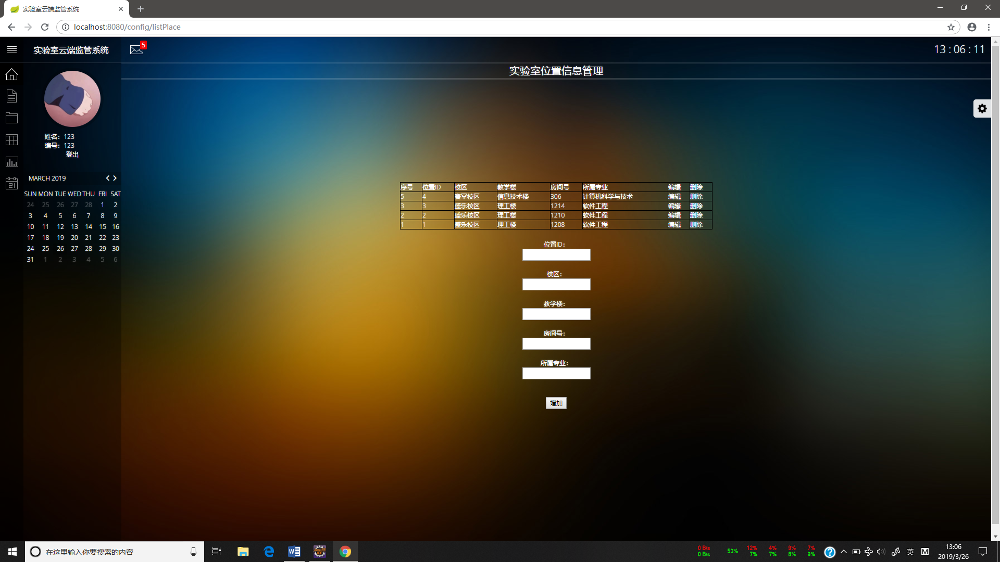 实验室云端监管系统
localhost:8080/config/listPlace
实验室云端监管系统
5
13 : 06 : 11
实验室位置信息管理
姓名：123
编号：123
登出
MARCH 2019
SUN MON TUE WED THU FRI SAT
24 25 26 27 28 1 2
3 4 5 6 7 8 9
10 11 12 13 14 15 16
17 18 19 20 21 22 23
24 25 26 27 28 29 30
31 1 2 3 4 5 6
序号 位置ID 校区 教学楼 房间号 所属专业 编辑 删除
5 4 赛罕校区 信息技术楼 306 计算机科学与技术 编辑 删除
3 3 盛乐校区 理工楼 1214 软件工程 编辑 删除
2 2 盛乐校区 理工楼 1210 软件工程 编辑 删除
1 1 盛乐校区 理工楼 1208 软件工程 编辑 删除
位置ID：
校区：
教学楼：
房间号：
所属专业：
增加
在这里输入你要搜索的内容
0 B/s 12% 4% 9% 7%
50%
0 B/s 7% 7% 8% 9%
英
M
13:06
2019/3/26